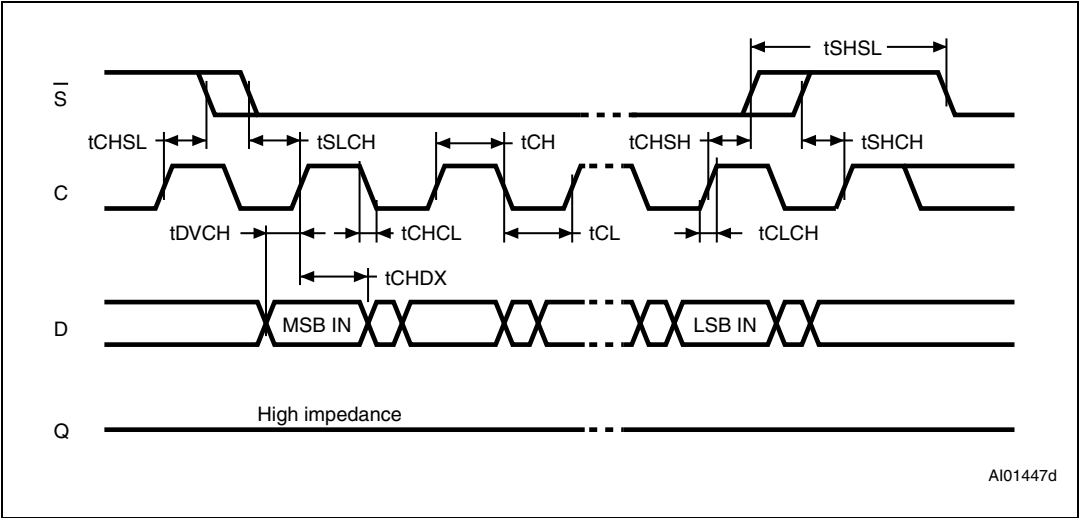 tSHSL
S̅
tCHSL
tSLCH
tCH
tCHSH
tSHCH
C
tDVCH
tCHCL
tCL
tCLCH
tCHDX
D
MSB IN
LSB IN
High impedance
Q
AI01447d